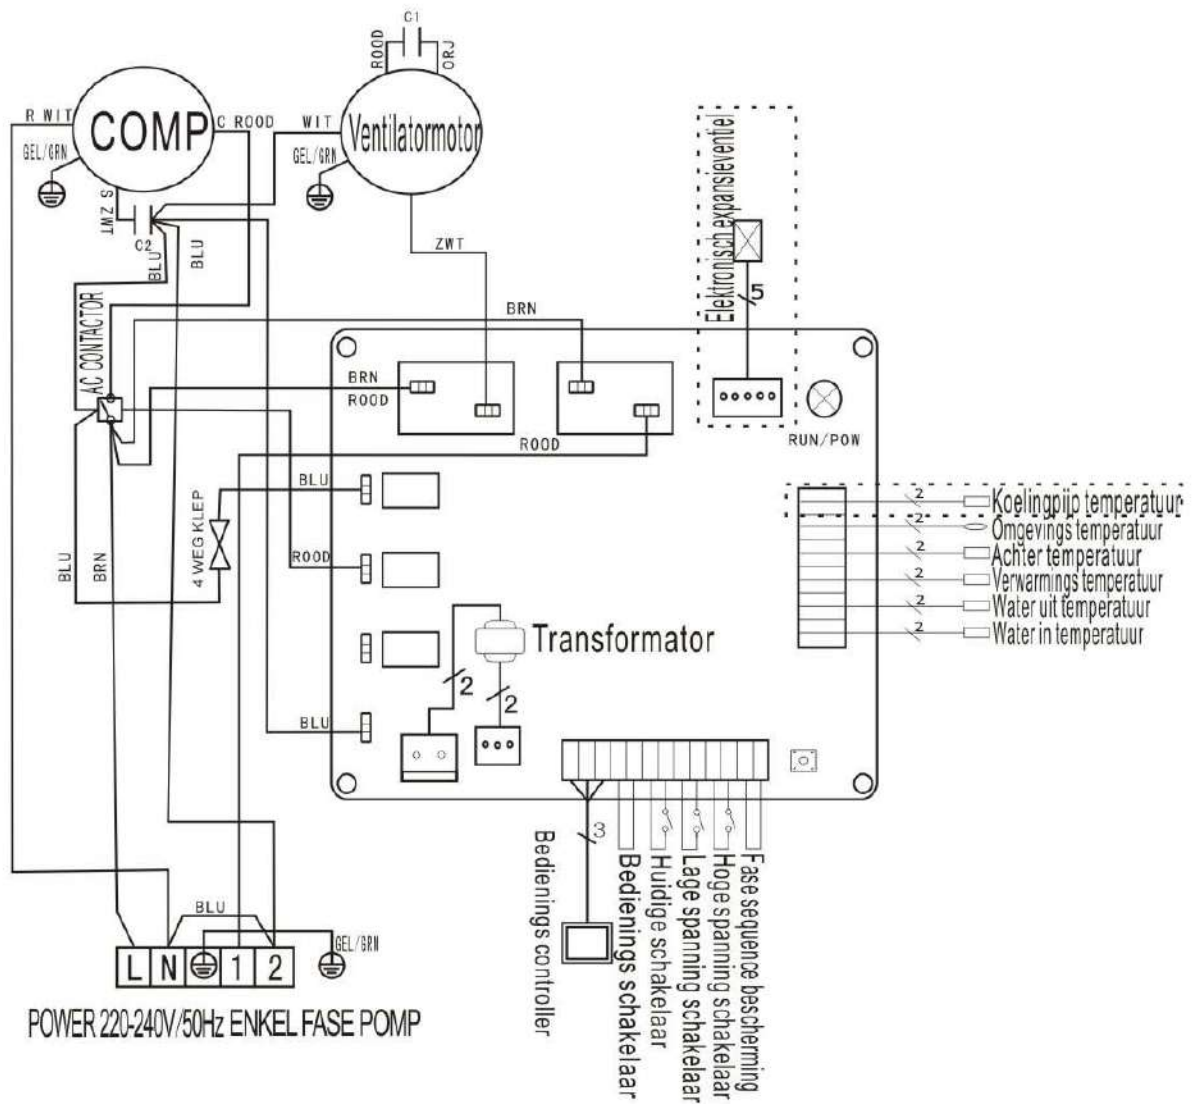 C1
ROOD
ORJ
R WIT
COMP
C ROOD
WIT
Ventilatormotor
GEL/GRN
GEL/GRN
S ZWT
C2
BLU
BLU
ZWT
Elektronisch expansieventiel
5
BRN
AC CONTACTOR
BRN
ROOD
RUN/POW
ROOD
BLU
4 WEG KLEP
ROOD
BLU
BRN
2
Koelingpijp temperatuur
2
Omgevings temperatuur
2
Achter temperatuur
2
Verwarmings temperatuur
2
Water uit temperatuur
2
Water in temperatuur
Transformator
2
2
BLU
3
Bedienings controller
Bedienings schakelaar
Huidige schakelaar
Lage spanning schakelaar
Hoge spanning schakelaar
Fase sequence bescherming
BLU
GEL/GRN
L N 1 2
POWER 220-240V/50Hz ENKEL FASE POMP